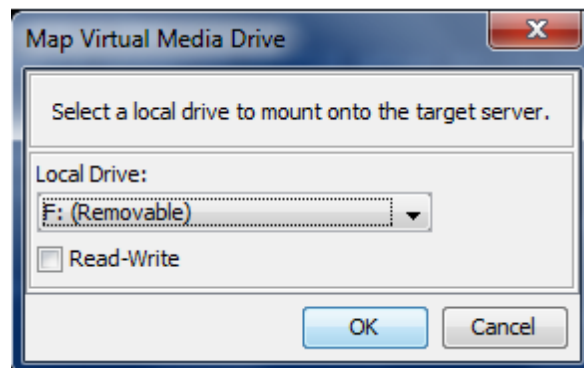 Map Virtual Media Drive
Select a local drive to mount onto the target server.
Local Drive:
F: (Removable)
Read-Write
OK
Cancel